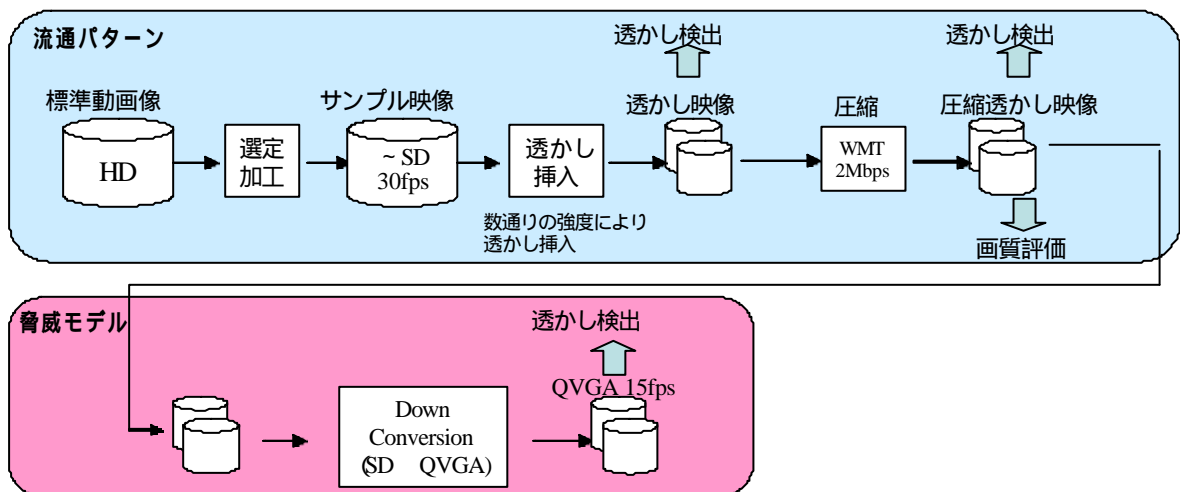 流通パターン
透かし検出
透かし検出
標準動画像
サンプル映像
透かし映像
圧縮
圧縮透かし映像
HD
選定
加工
~ SD
30fps
透かし
挿入
WMT
2Mbps
数通りの強度により
透かし挿入
画質評価
脅威モデル
透かし検出
QVGA 15fps
Down
Conversion
(SD QVGA)